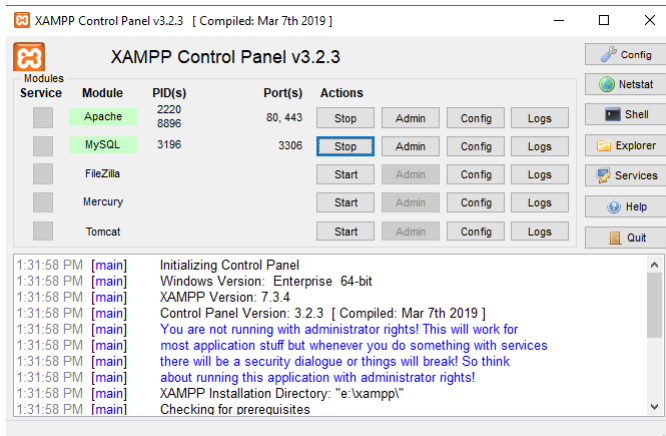 XAMPP Control Panel v3.2.3 [ Compiled: Mar 7th 2019 ]
XAMPP Control Panel v3.2.3
Config
Modules
Service Module PID(s) Port(s) Actions
Netstat
Apache 2220 8896 80, 443 Stop Admin Config Logs
Shell
MySQL 3196 3306 Stop Admin Config Logs
Explorer
FileZilla Start Admin Config Logs
Services
Mercury Start Admin Config Logs
Help
Tomcat Start Admin Config Logs
Quit
1:31:58 PM [main] Initializing Control Panel
1:31:58 PM [main] Windows Version: Enterprise 64-bit
1:31:58 PM [main] XAMPP Version: 7.3.4
1:31:58 PM [main] Control Panel Version: 3.2.3 [ Compiled: Mar 7th 2019 ]
1:31:58 PM [main] You are not running with administrator rights! This will work for
1:31:58 PM [main] most application stuff but whenever you do something with services
1:31:58 PM [main] there will be a security dialogue or things will break! So think
1:31:58 PM [main] about running this application with administrator rights!
1:31:58 PM [main] XAMPP Installation Directory: "e:\xampp\"
1:31:58 PM [main] Checking for prerequisites